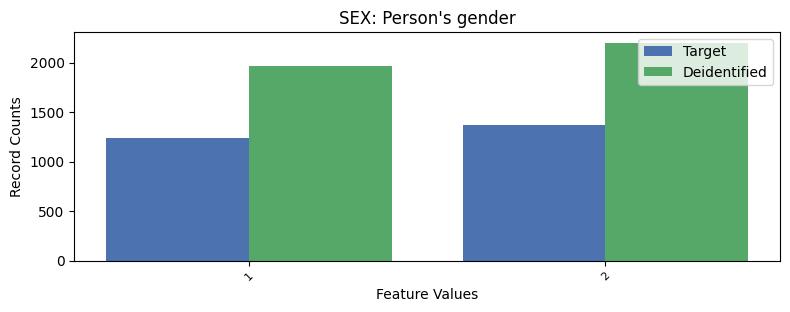 SEX: Person's gender
Target
Deidentified
Record Counts
2000
1500
1000
500
0
1
2
Feature Values